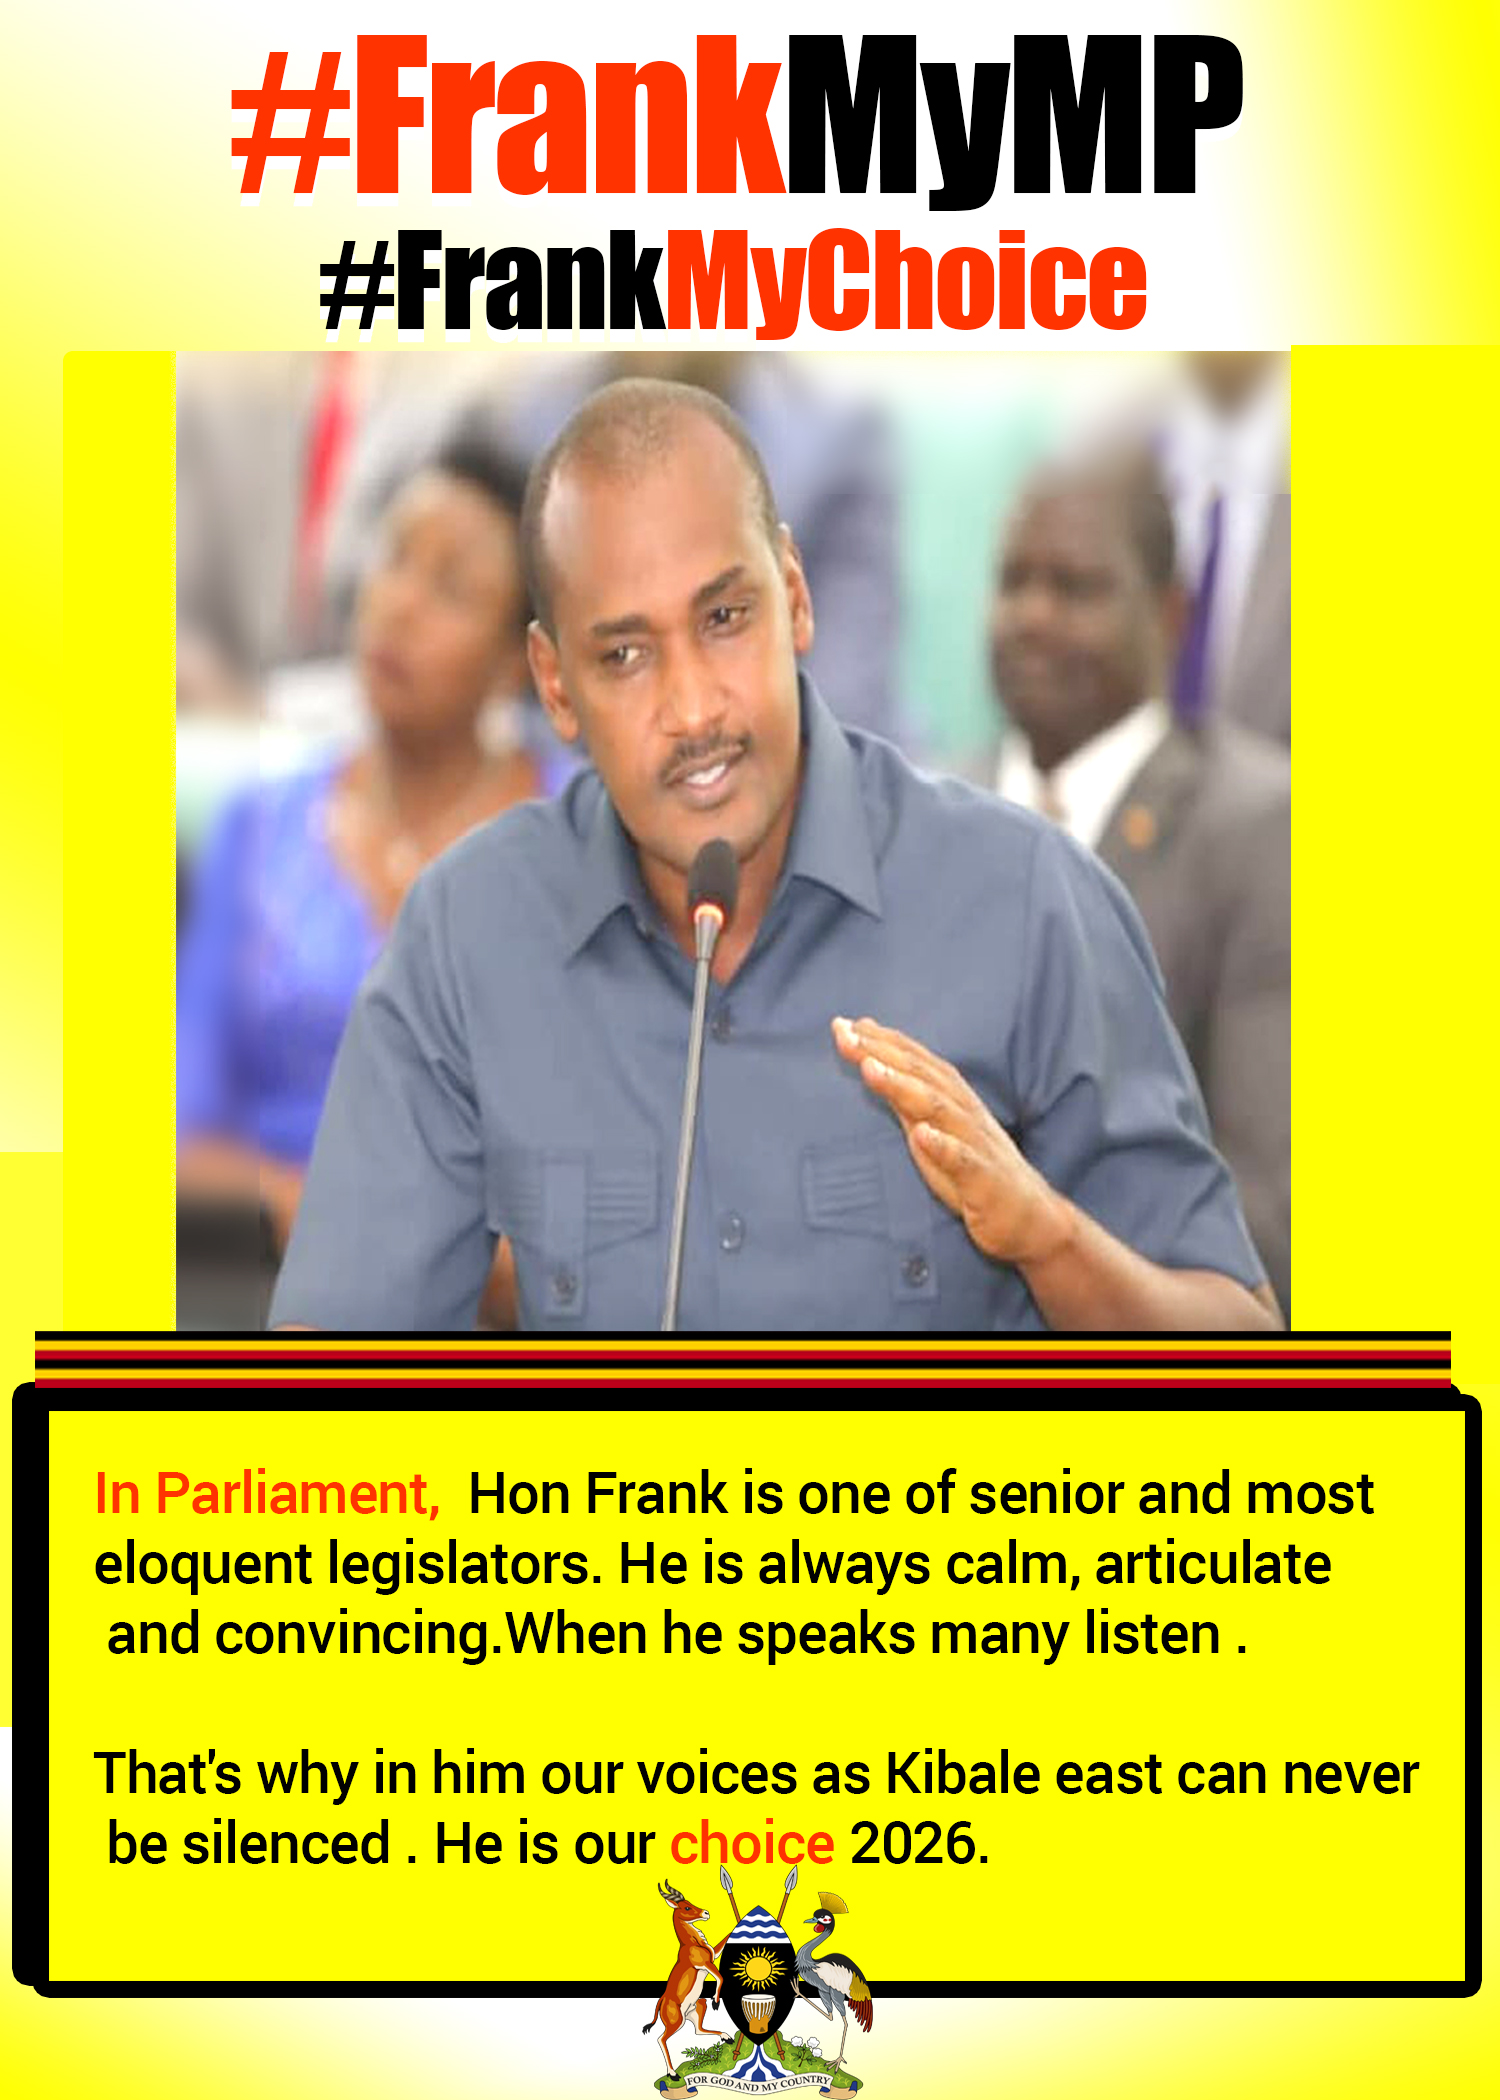 #FrankMyMP
#FrankMyChoice
In Parliament, Hon Frank is one of senior and most
eloquent legislators. He is always calm, articulate
and convincing.When he speaks many listen .
That's why in him our voices as Kibale east can never
be silenced . He is our choice 2026.
FOR GOD AND MY COUNTRY